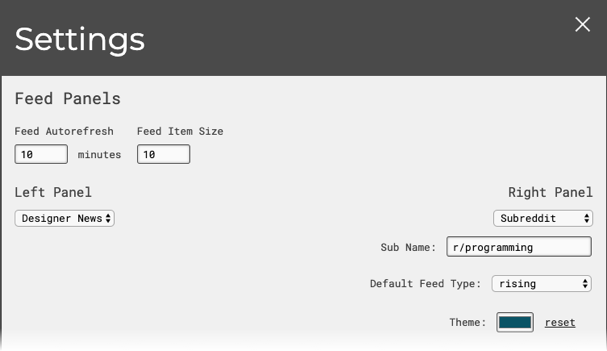 Settings
Feed Panels
Feed Autorefresh Feed Item Size
10 minutes 10
Left Panel Right Panel
Designer News Subreddit
Sub Name: r/programming
Default Feed Type: rising
Theme: reset